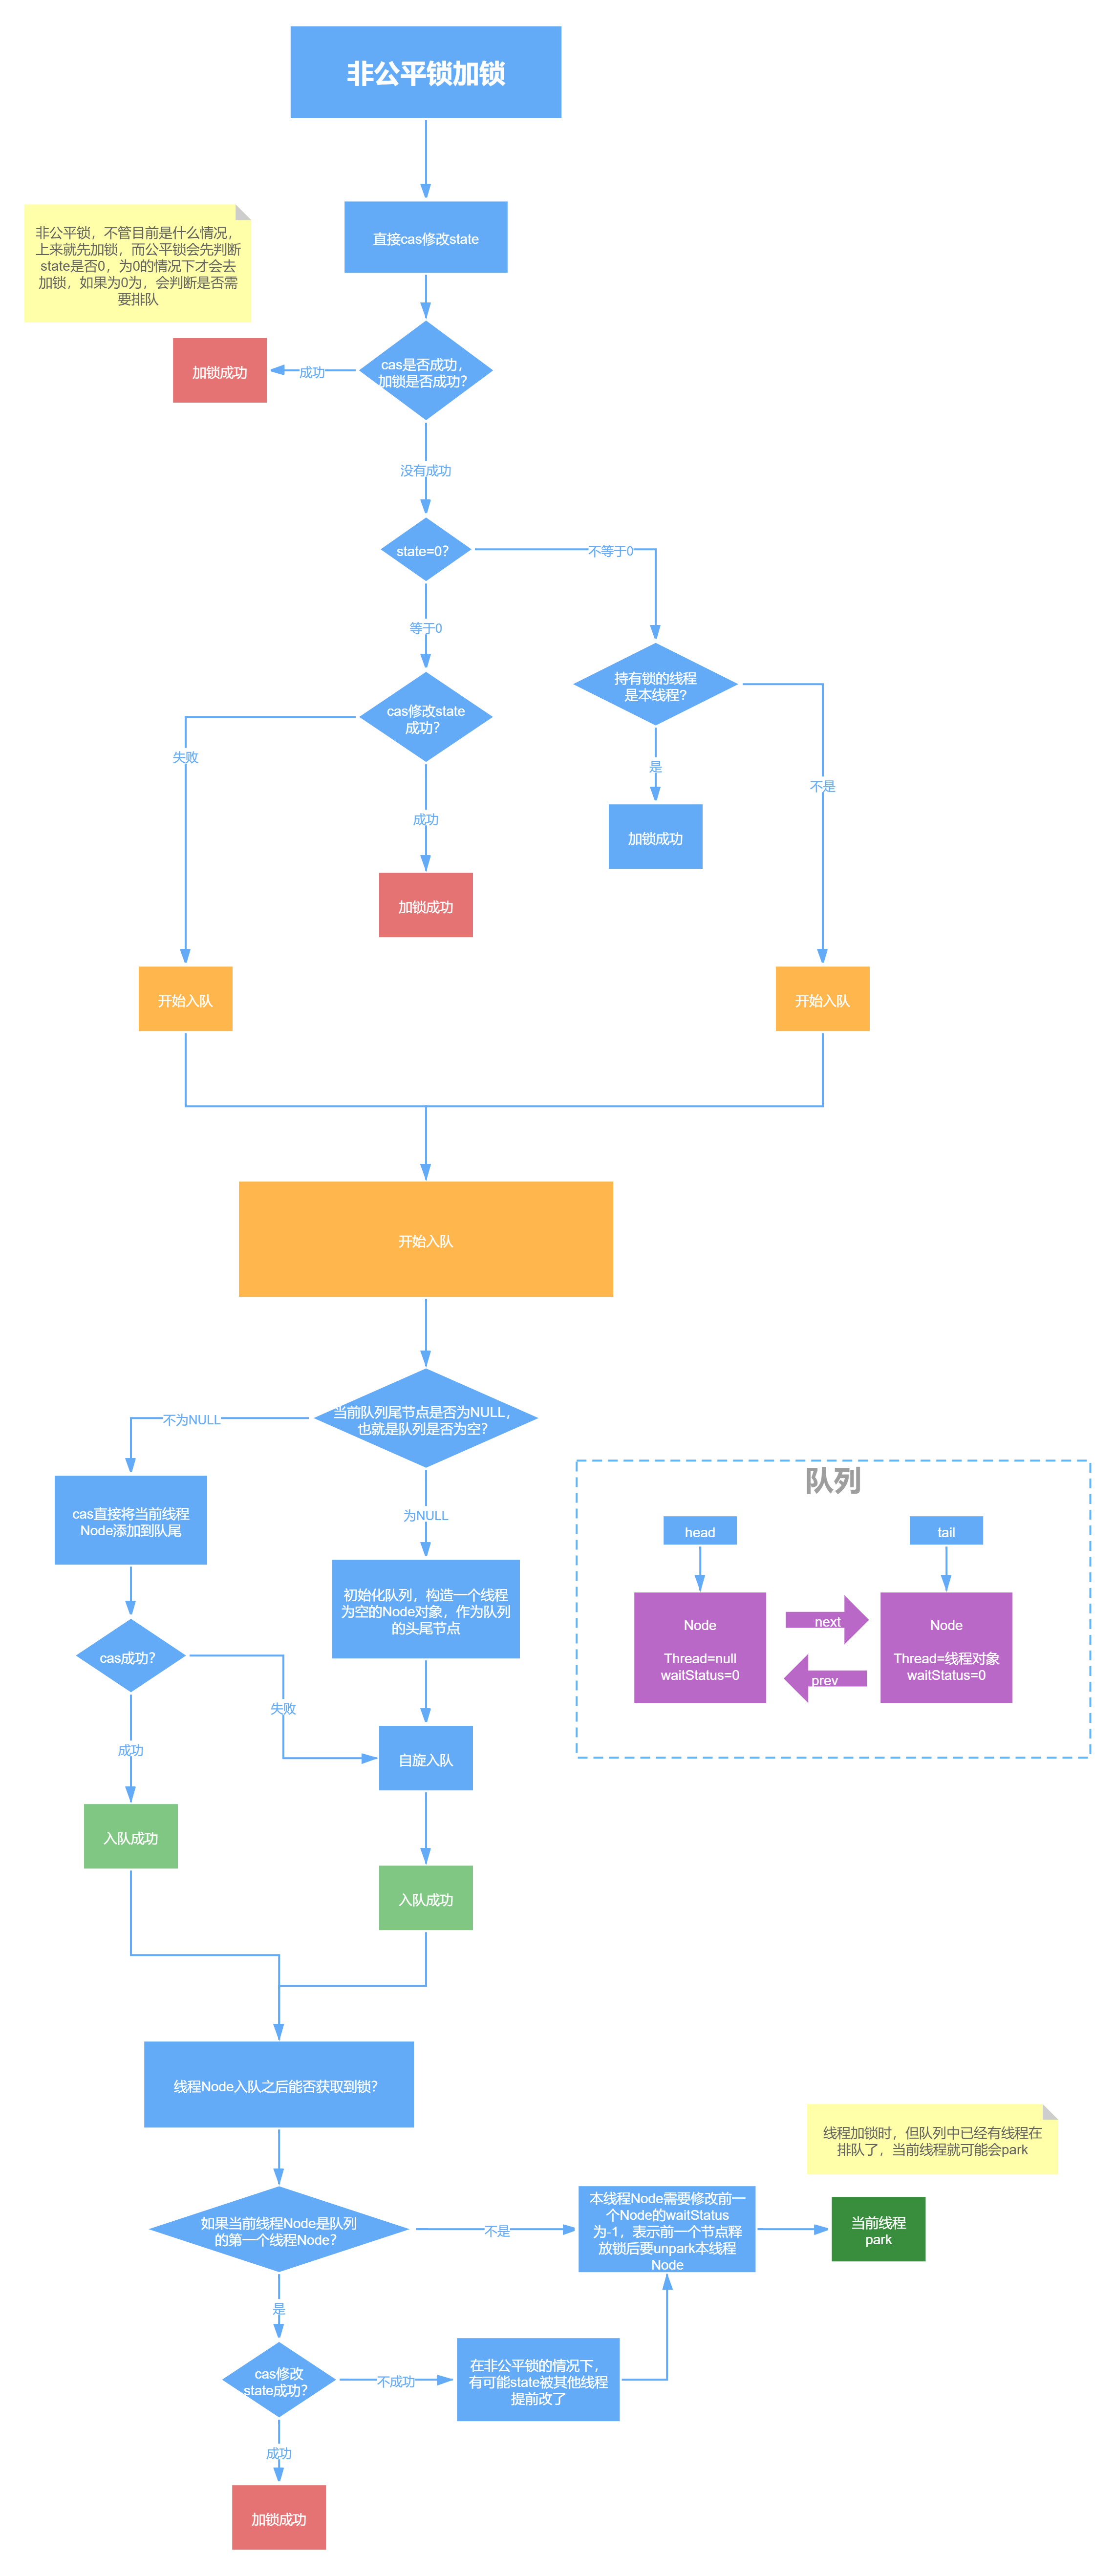 非公平锁加锁
直接cas修改state
非公平锁，不管目前是什么情况，
上来就先加锁，而公平锁会先判断
state是否0，为0的情况下才会去
加锁，如果为0为，会判断是否需
要排队
cas是否成功，
加锁是否成功？
成功
加锁成功
没有成功
state=0？
不等于0
等于0
持有锁的线程
是本线程？
cas修改state
成功？
失败
是
不是
成功
加锁成功
加锁成功
开始入队
开始入队
开始入队
当前队列尾节点是否为NULL，
也就是队列是否为空？
不为NULL
为NULL
cas直接将当前线程
Node添加到队尾
初始化队列，构造一个线程
为空的Node对象，作为队列
的头尾节点
cas成功？
失败
成功
自旋入队
入队成功
入队成功
队列
head
tail
Node
Thread=null
waitStatus=0
next
prev
Node
Thread=线程对象
waitStatus=0
线程Node入队之后能否获取到锁？
线程加锁时，但队列中已经有线程在
排队了，当前线程就可能会park
如果当前线程Node是队列
的第一个线程Node？
不是
本线程Node需要修改前一
个Node的waitStatus
为-1，表示前一个节点释
放锁后要unpark本线程
Node
当前线程
park
是
cas修改
state成功？
不成功
在非公平锁的情况下，
有可能state被其他线程
提前改了
成功
加锁成功